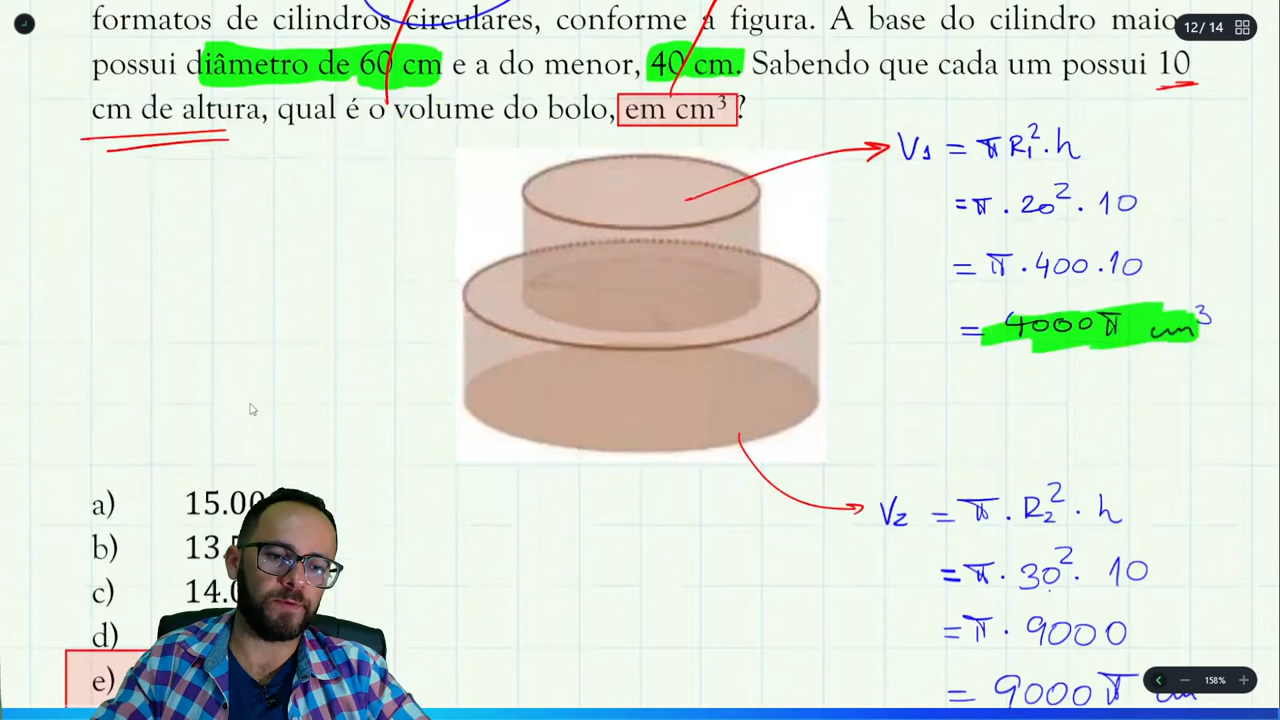 formatos de cilindros circulares, conforme a figura. A base do cilindro maio
possui diâmetro de 60 cm e a do menor, 40 cm. Sabendo que cada um possui 10
cm de altura, qual é o volume do bolo, em cm³?
12/14
V₁ = π R₁² · h
= π · 20² · 10
= π · 400 · 10
= 4000π cm³
V₂ = π · R₂² · h
= π · 30² · 10
= π · 9000
= 9000π cm
a) 15.00
b) 13.
c) 14.0
d)
e)
158%